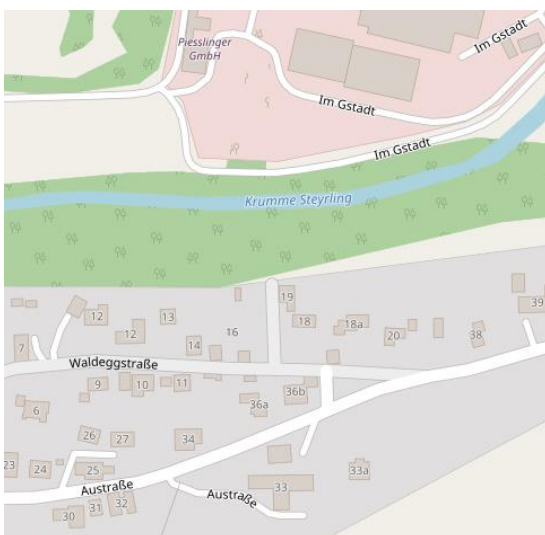 Piesslinger
GmbH
Im Gstadt
Im Gstadt
Im Gstadt
Krumme Steyrling
19
39
12
13
18
18a
12
16
20
38
7
14
Waldeggstraße
9
10
11
36b
6
36a
26
27
34
23
24
25
33a
Austraße
33
Austraße
31
32
30